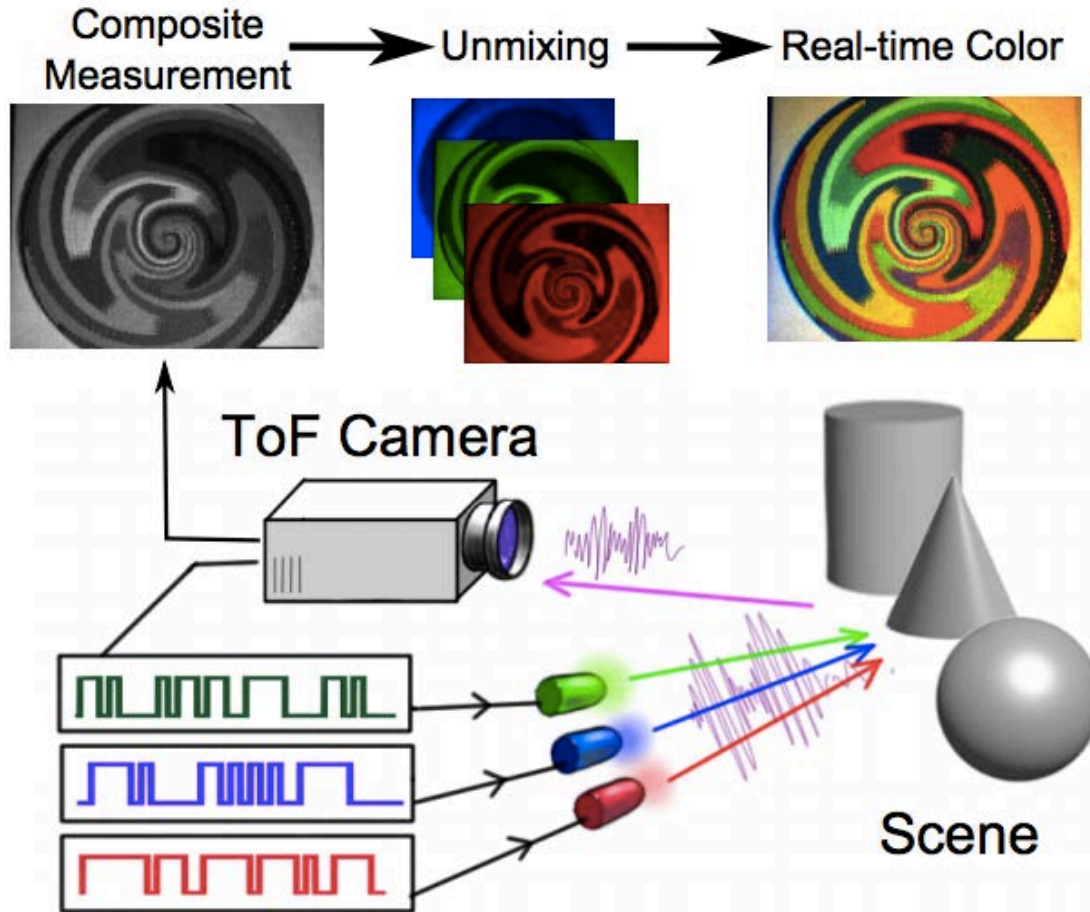 Composite
Measurement
Unmixing
Real-time Color
ToF Camera
Scene